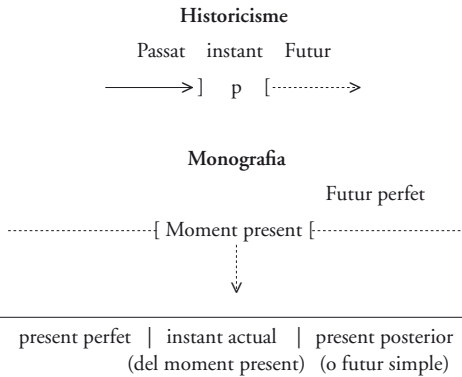 Historicisme
Passat instant Futur
] p [
Monografia
Futur perfet
[ Moment present [
present perfet | instant actual | present posterior
(del moment present) (o futur simple)